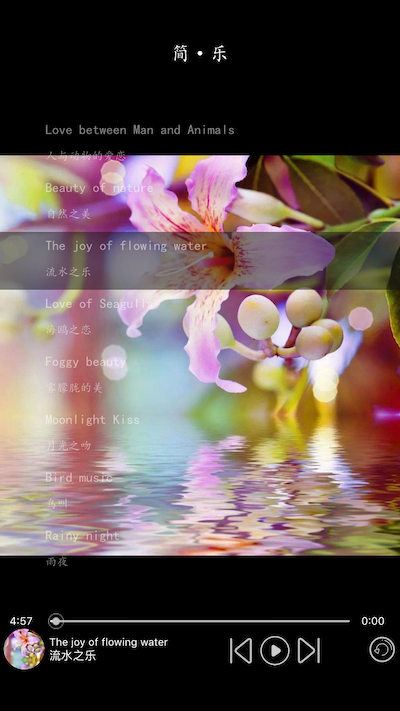 简·乐
Love between Man and Animals
人与动物的爱恋
Beauty of nature
自然之美
The joy of flowing water
流水之乐
Love of Seagulls
海鸥之恋
Foggy beauty
朦胧的美
Moonlight Kiss
月光之吻
Bird music
鸟叫
Rainy night
雨夜
4:57
0:00
The joy of flowing water
流水之乐